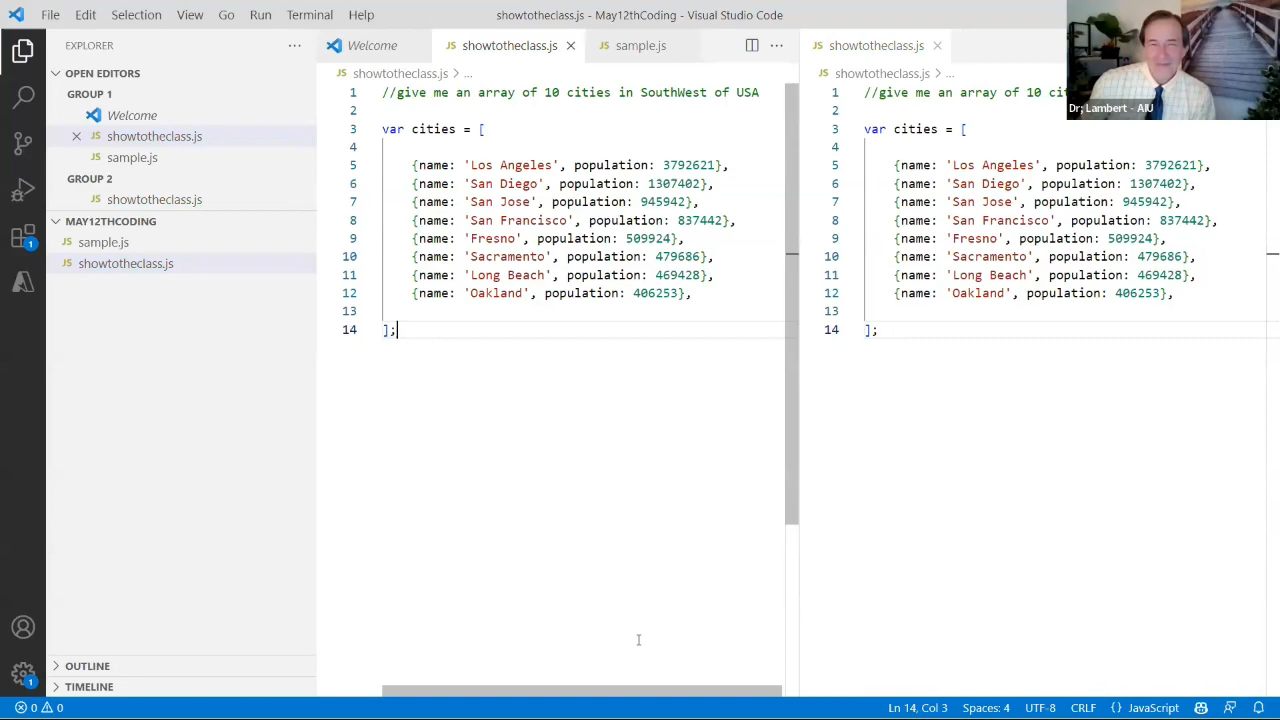 File Edit Selection View Go Run Terminal Help
showtotheclass.js - May12thCoding - Visual Studio Code
EXPLORER
OPEN EDITORS
GROUP 1
Welcome
showtotheclass.js
sample.js
GROUP 2
showtotheclass.js
MAY12THCODING
sample.js
showtotheclass.js
OUTLINE
TIMELINE
1
1
Welcome
JS showtotheclass.js
JS sample.js
JS showtotheclass.js > ...
1 //give me an array of 10 cities in SouthWest of USA
2
3 var cities = [
4
5 {name: 'Los Angeles', population: 3792621},
6 {name: 'San Diego', population: 1307402},
7 {name: 'San Jose', population: 945942},
8 {name: 'San Francisco', population: 837442},
9 {name: 'Fresno', population: 509924},
10 {name: 'Sacramento', population: 479686},
11 {name: 'Long Beach', population: 469428},
12 {name: 'Oakland', population: 406253},
13
14 ];
JS showtotheclass.js
JS showtotheclass.js > ...
1 //give me an array of 10 cit
2
3 var cities = [
4
5 {name: 'Los Angeles', population: 3792621},
6 {name: 'San Diego', population: 1307402},
7 {name: 'San Jose', population: 945942},
8 {name: 'San Francisco', population: 837442},
9 {name: 'Fresno', population: 509924},
10 {name: 'Sacramento', population: 479686},
11 {name: 'Long Beach', population: 469428},
12 {name: 'Oakland', population: 406253},
13
14 ];
Dr; Lambert - AIU
0 0
Ln 14, Col 3 Spaces: 4 UTF-8 CRLF {} JavaScript